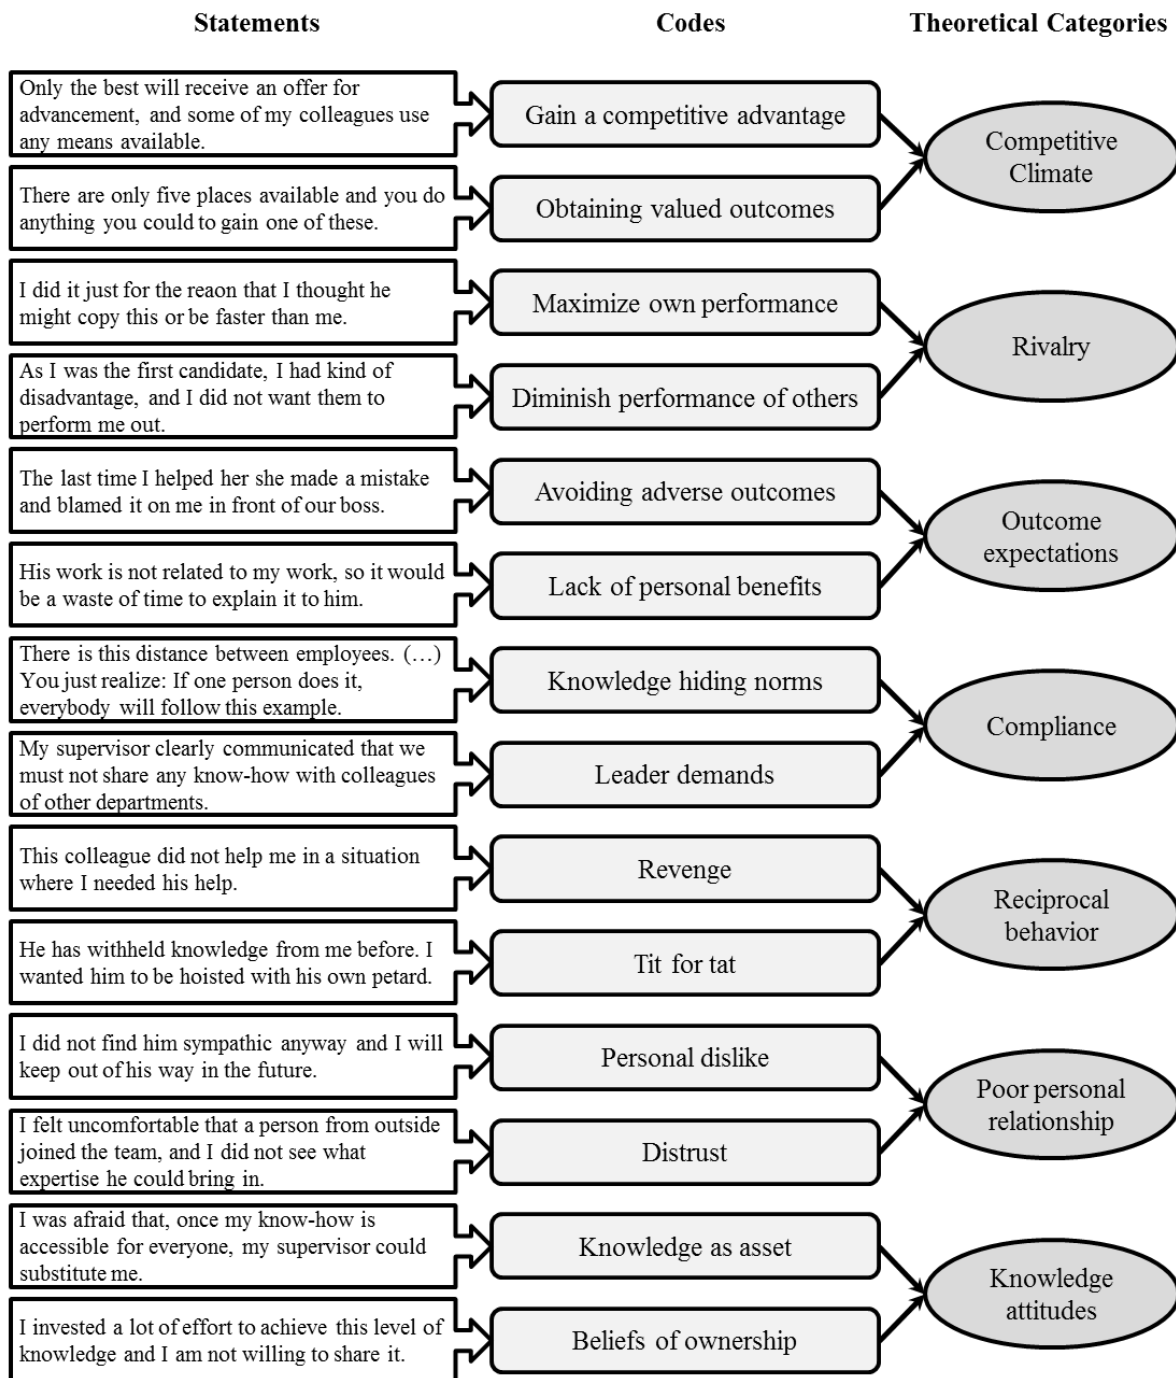 Statements
Codes
Theoretical Categories
Only the best will receive an offer for
advancement, and some of my colleagues use
any means available.
Gain a competitive advantage
Competitive
Climate
There are only five places available and you do
anything you could to gain one of these.
Obtaining valued outcomes
I did it just for the reaon that I thought he
might copy this or be faster than me.
Maximize own performance
Rivalry
As I was the first candidate, I had kind of
disadvantage, and I did not want them to
perform me out.
Diminish performance of others
The last time I helped her she made a mistake
and blamed it on me in front of our boss.
Avoiding adverse outcomes
Outcome
expectations
His work is not related to my work, so it would
be a waste of time to explain it to him.
Lack of personal benefits
There is this distance between employees. (…)
You just realize: If one person does it,
everybody will follow this example.
Knowledge hiding norms
Compliance
My supervisor clearly communicated that we
must not share any know-how with colleagues
of other departments.
Leader demands
This colleague did not help me in a situation
where I needed his help.
Revenge
Reciprocal
behavior
He has withheld knowledge from me before. I
wanted him to be hoisted with his own petard.
Tit for tat
I did not find him sympathic anyway and I will
keep out of his way in the future.
Personal dislike
Poor personal
relationship
I felt uncomfortable that a person from outside
joined the team, and I did not see what
expertise he could bring in.
Distrust
I was afraid that, once my know-how is
accessible for everyone, my supervisor could
substitute me.
Knowledge as asset
Knowledge
attitudes
I invested a lot of effort to achieve this level of
knowledge and I am not willing to share it.
Beliefs of ownership